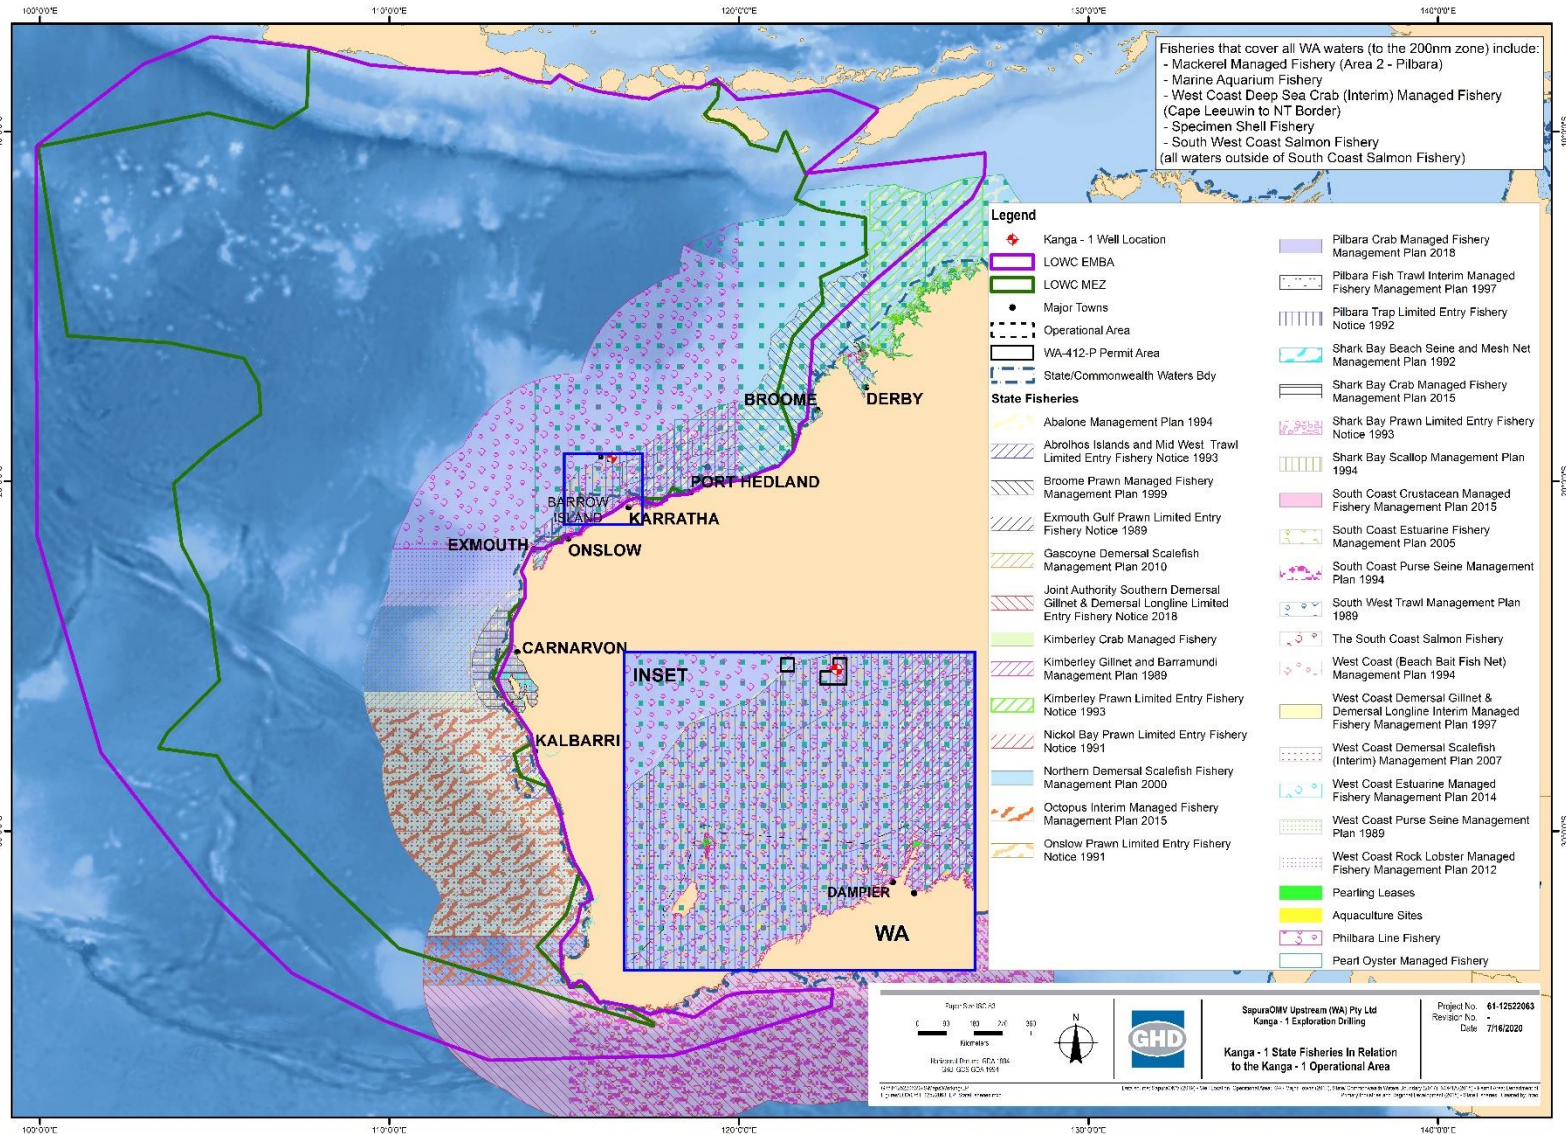 100°0'0"E
110°0'0"E
120°0'0"E
130°0'0"E
140°0'0"E
Fisheries that cover all WA waters (to the 200nm zone) include:
- Mackerel Managed Fishery (Area 2 - Pilbara)
- Marine Aquarium Fishery
- West Coast Deep Sea Crab (Interim) Managed Fishery
(Cape Leeuwin to NT Border)
- Specimen Shell Fishery
- South West Coast Salmon Fishery
(all waters outside of South Coast Salmon Fishery)
BROOME
DERBY
PORT HEDLAND
BARROW
ISLAND
KARRATHA
EXMOUTH
ONSLOW
CARNARVON
KALBARRI
INSET
DAMPIER
WA
Legend
Kanga - 1 Well Location
LOWC EMBA
LOWC MEZ
Major Towns
Operational Area
WA-412-P Permit Area
State/Commonwealth Waters Bdy
State Fisheries
Abalone Management Plan 1994
Abrolhos Islands and Mid West Trawl
Limited Entry Fishery Notice 1993
Broome Prawn Managed Fishery
Management Plan 1999
Exmouth Gulf Prawn Limited Entry
Fishery Notice 1989
Gascoyne Demersal Scalefish
Management Plan 2010
Joint Authority Southern Demersal
Gillnet & Demersal Longline Limited
Entry Fishery Notice 2018
Kimberley Crab Managed Fishery
Kimberley Gillnet and Barramundi
Management Plan 1989
Kimberley Prawn Limited Entry Fishery
Notice 1993
Nickol Bay Prawn Limited Entry Fishery
Notice 1991
Northern Demersal Scalefish Fishery
Management Plan 2000
Octopus Interim Managed Fishery
Management Plan 2015
Onslow Prawn Limited Entry Fishery
Notice 1991
Pilbara Crab Managed Fishery
Management Plan 2018
Pilbara Fish Trawl Interim Managed
Fishery Management Plan 1997
Pilbara Trap Limited Entry Fishery
Notice 1992
Shark Bay Beach Seine and Mesh Net
Management Plan 1992
Shark Bay Crab Managed Fishery
Management Plan 2015
Shark Bay Prawn Limited Entry Fishery
Notice 1993
Shark Bay Scallop Management Plan
1994
South Coast Crustacean Managed
Fishery Management Plan 2015
South Coast Estuarine Fishery
Management Plan 2005
South Coast Purse Seine Management
Plan 1994
South West Trawl Management Plan
1989
The South Coast Salmon Fishery
West Coast (Beach Bait Fish Net)
Management Plan 1994
West Coast Demersal Gillnet &
Demersal Longline Interim Managed
Fishery Management Plan 1997
West Coast Demersal Scalefish
(Interim) Management Plan 2007
West Coast Estuarine Managed
Fishery Management Plan 2014
West Coast Purse Seine Management
Plan 1989
West Coast Rock Lobster Managed
Fishery Management Plan 2012
Pearling Leases
Aquaculture Sites
Philbara Line Fishery
Pearl Oyster Managed Fishery
Paper Size ISO A3
Kilometers
N
GHD
SapuraOMV Upstream (WA) Pty Ltd
Kanga - 1 Exploration Drilling
Kanga - 1 State Fisheries In Relation
to the Kanga - 1 Operational Area
Project No. 61-12522063
Revision No. -
Date 7/16/2020
100°0'0"E
110°0'0"E
120°0'0"E
130°0'0"E
140°0'0"E